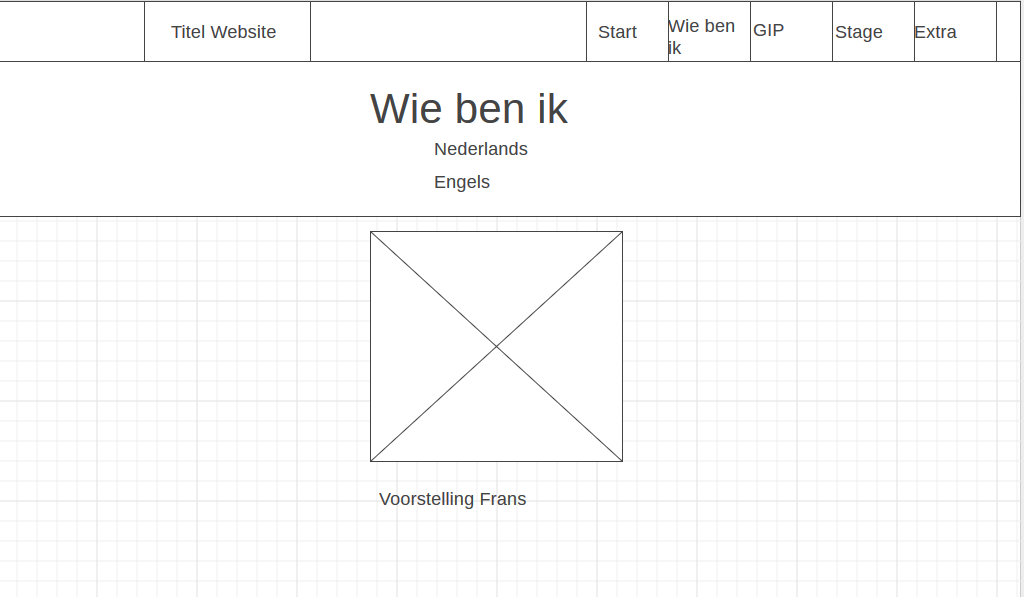 Titel Website
Start
Wie ben
ik
GIP
Stage
Extra
Wie ben ik
Nederlands
Engels
Voorstelling Frans